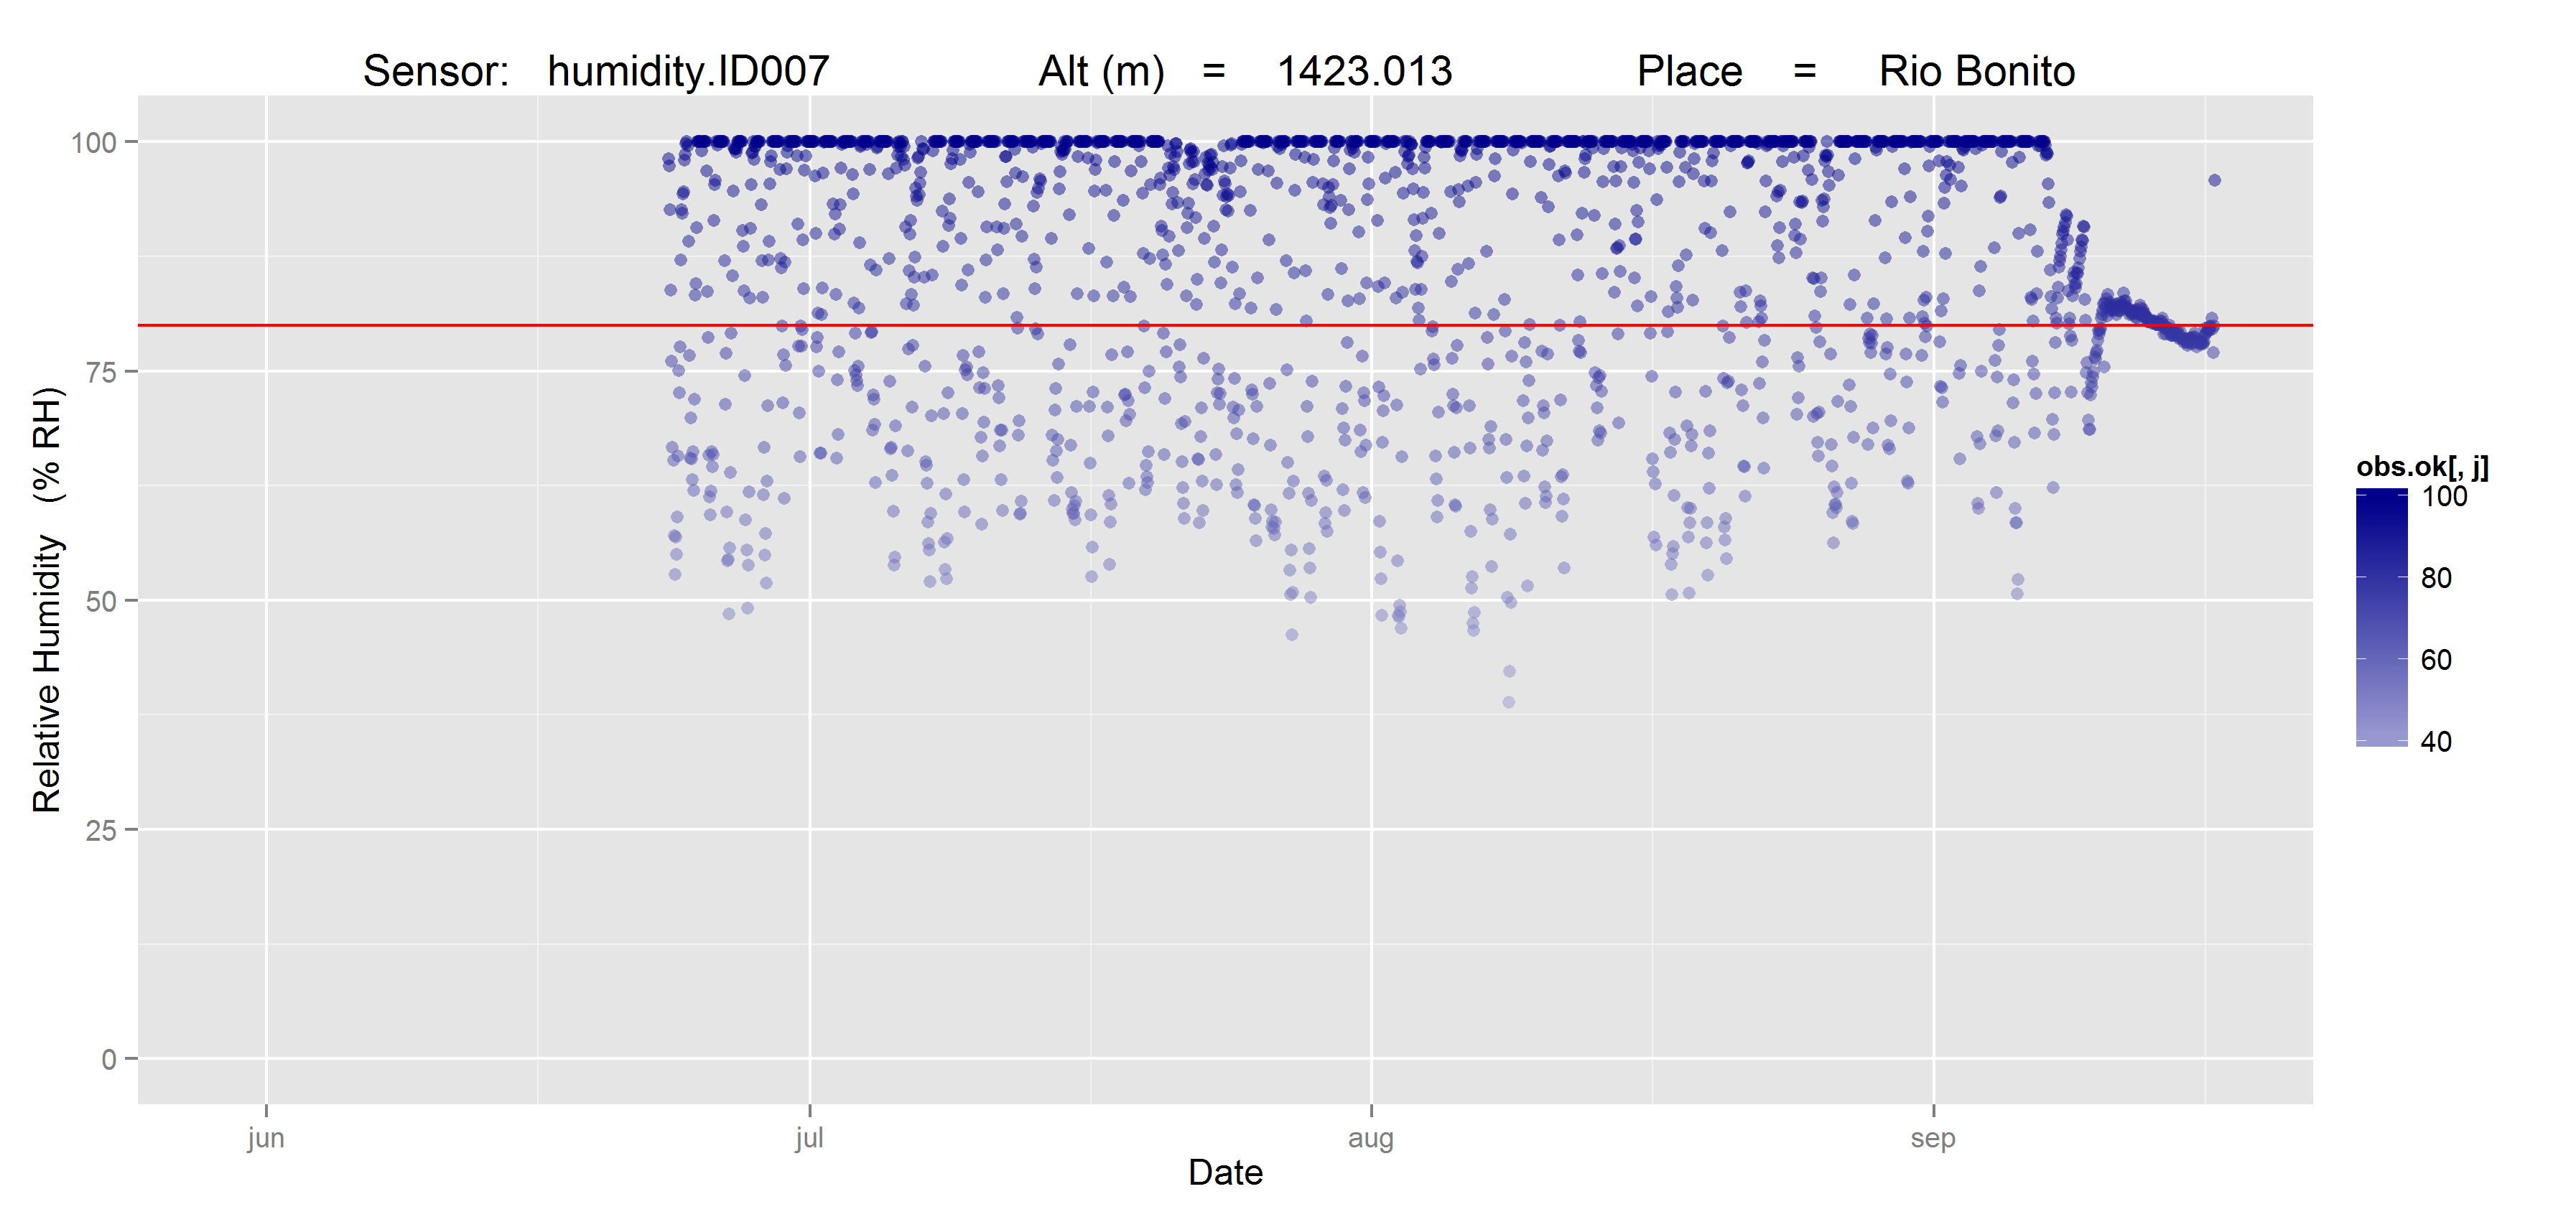 Sensor: humidity.ID007 Alt (m) = 1423.013 Place = Rio Bonito
Relative Humidity (% RH)
100
75
50
25
0
jun jul aug sep
Date
obs.ok[, j]
100
80
60
40